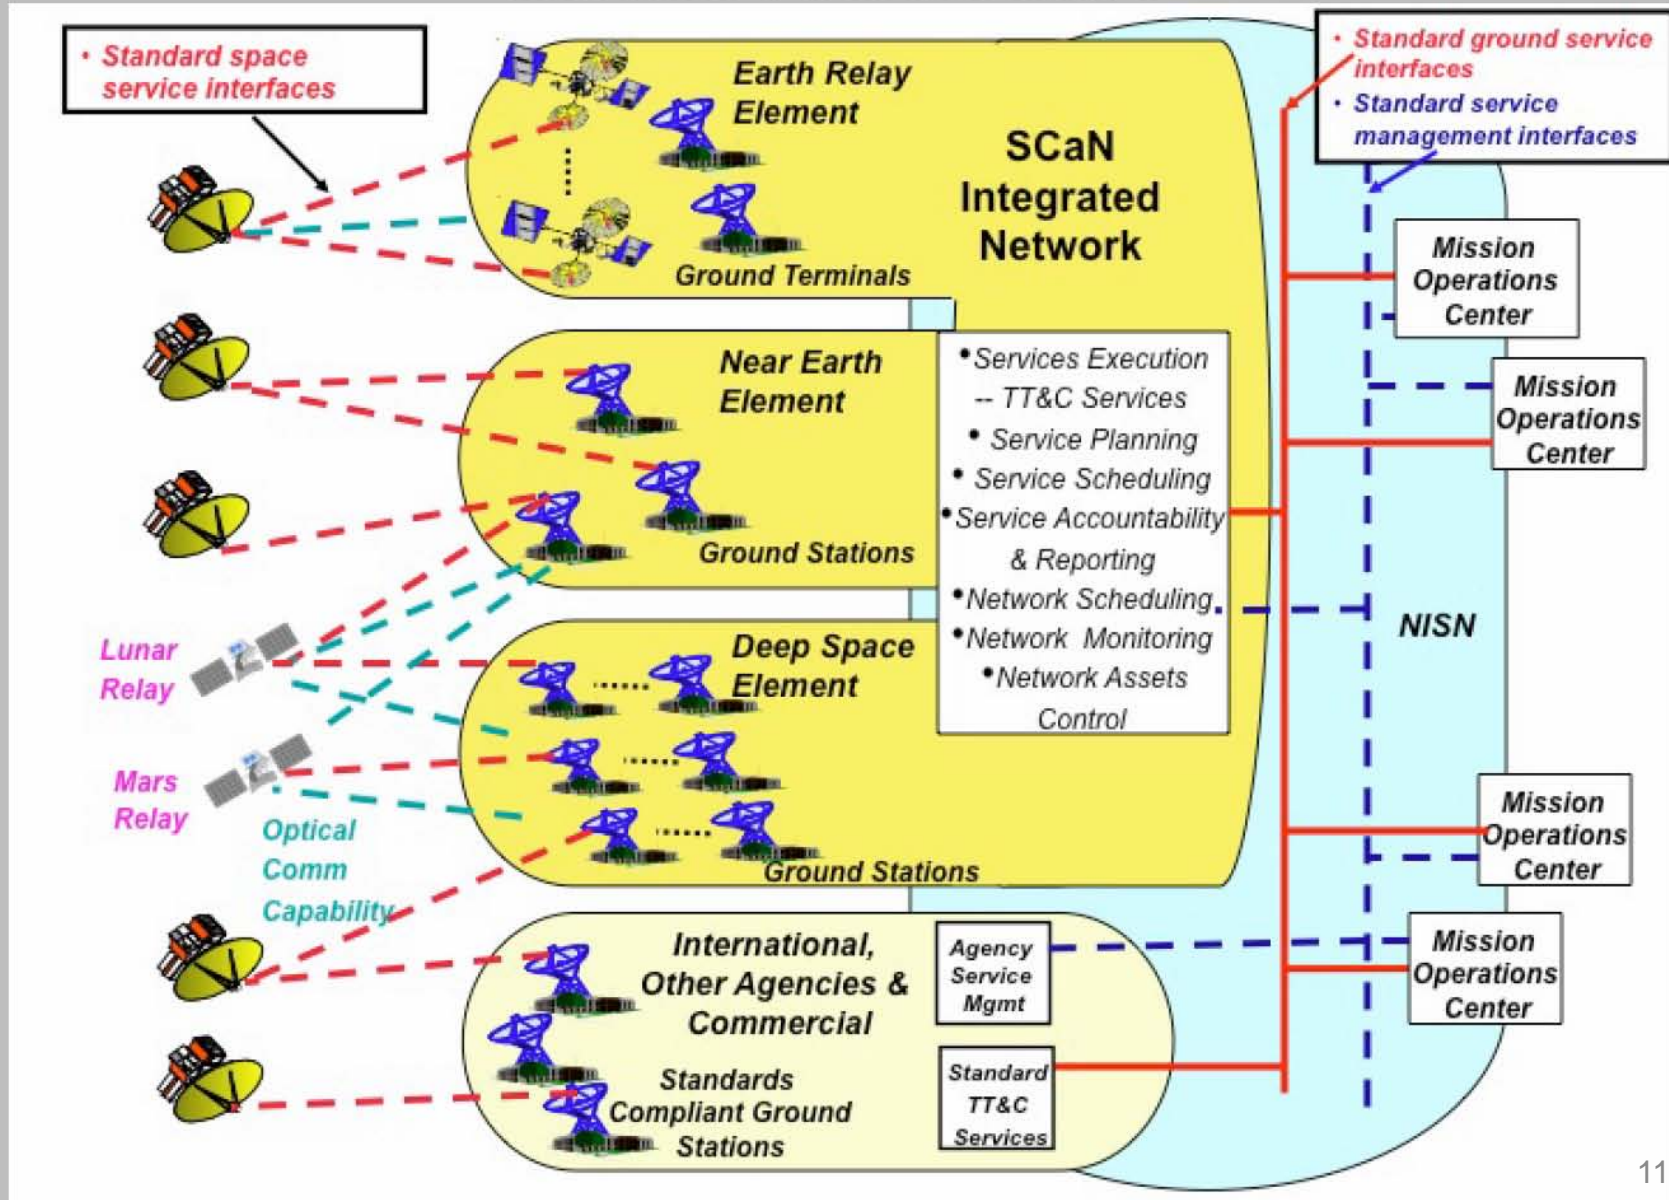 • Standard space
service interfaces
Earth Relay
Element
Ground Terminals
SCaN
Integrated
Network
• Standard ground service
interfaces
• Standard service
management interfaces
Mission
Operations
Center
Near Earth
Element
Ground Stations
• Services Execution
-- TT&C Services
• Service Planning
• Service Scheduling
• Service Accountability
& Reporting
• Network Scheduling
• Network Monitoring
• Network Assets
Control
Mission
Operations
Center
NISN
Lunar
Relay
Mars
Relay
Optical
Comm
Capability
Deep Space
Element
Ground Stations
Mission
Operations
Center
International,
Other Agencies &
Commercial
Standards
Compliant Ground
Stations
Agency
Service
Mgmt
Standard
TT&C
Services
Mission
Operations
Center
11